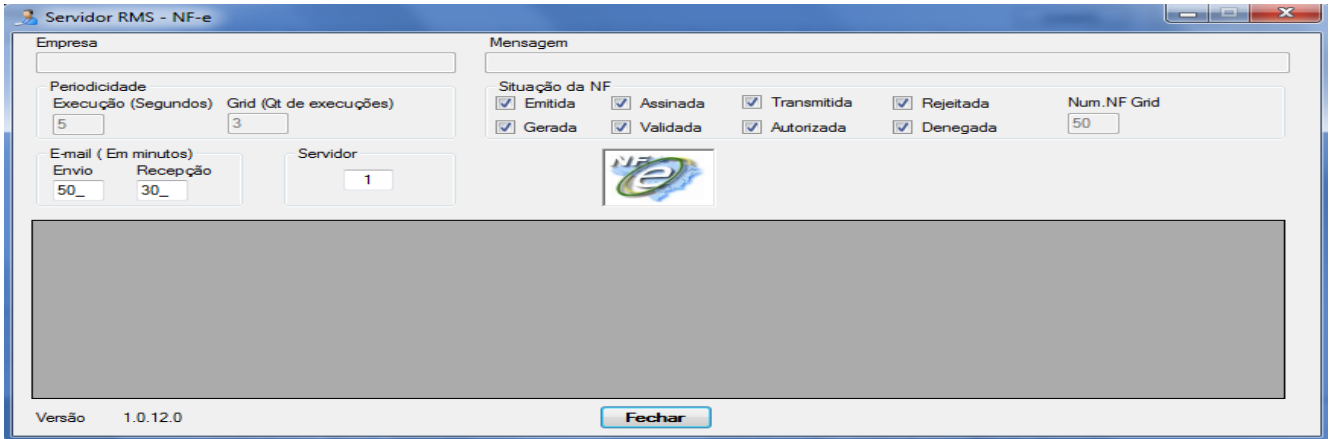 Servidor RMS - NF-e
Empresa Mensagem
Periodicidade Situação da NF
Execução (Segundos) Grid (Qt de execuções) Emitida Assinada Transmitida Rejeitada Num.NF Grid
5 3 Gerada Validada Autorizada Denegada 50
E-mail ( Em minutos) Servidor
Envio Recepção
50_ 30_ 1
NF e
Versão 1.0.12.0 Fechar